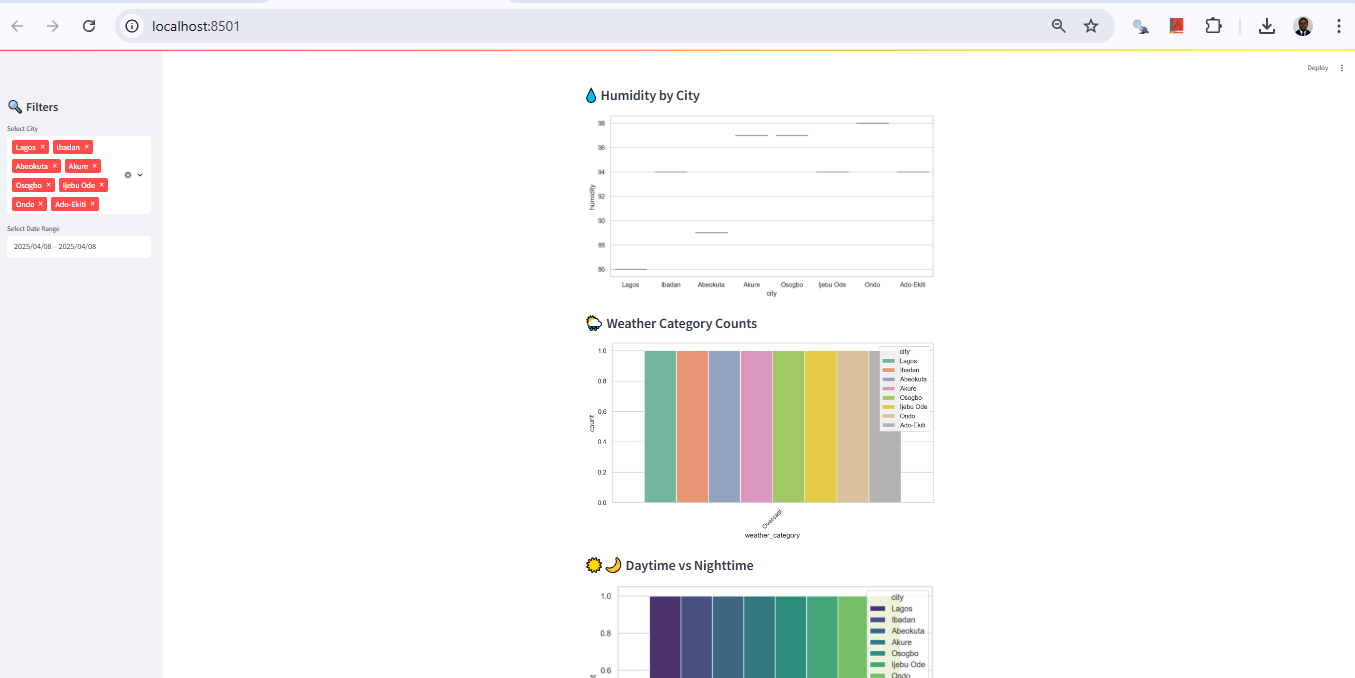 localhost:8501
Deploy
Filters
Select City
Lagos × Ibadan ×
Abeokuta × Akure ×
Osogbo × Ijebu Ode ×
Ondo × Ado-Ekiti ×
Select Date Range
2025/04/08 - 2025/04/08
Humidity by City
98
96
94
92
90
88
86
humidity
Lagos Ibadan Abeokuta Akure Osogbo Ijebu Ode Ondo Ado-Ekiti
city
Weather Category Counts
1.0
0.8
0.6
0.4
0.2
0.0
count
city
Lagos
Ibadan
Abeokuta
Akure
Osogbo
Ijebu Ode
Ondo
Ado-Ekiti
Overcast
weather_category
Daytime vs Nighttime
1.0
0.8
0.6
city
Lagos
Ibadan
Abeokuta
Akure
Osogbo
Ijebu Ode
Ondo